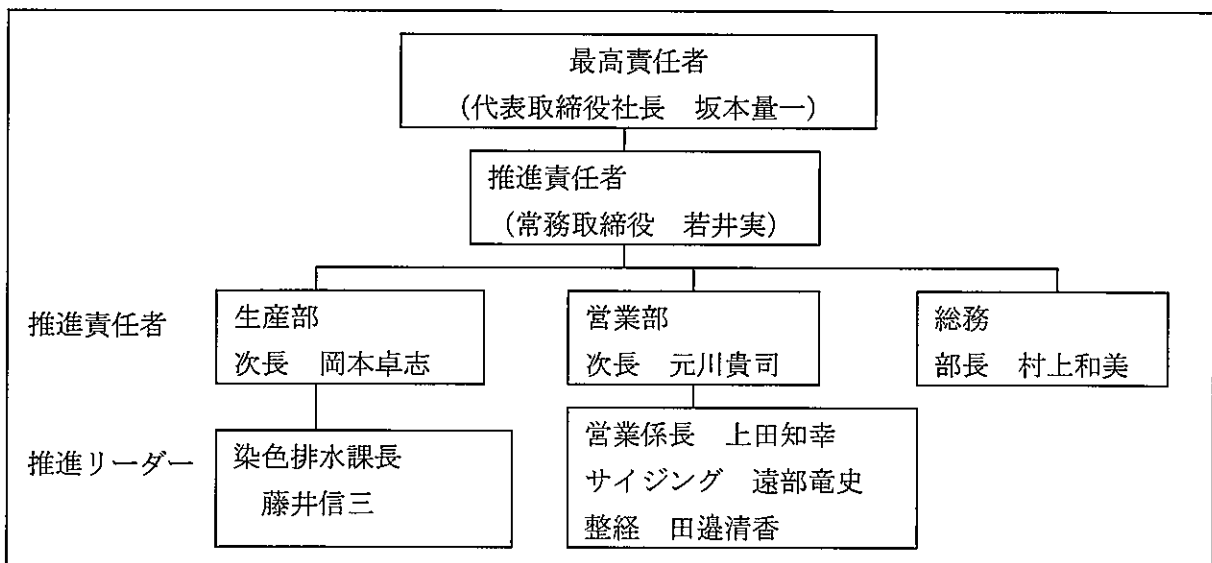 最高責任者
(代表取締役社長　坂本量一)
推進責任者
(常務取締役　若井実)
推進責任者
生産部
次長　岡本卓志
営業部
次長　元川貴司
総務
部長　村上和美
推進リーダー
染色排水課長
藤井信三
営業係長　上田知幸
サイジング　遠部竜史
整経　田邉清香